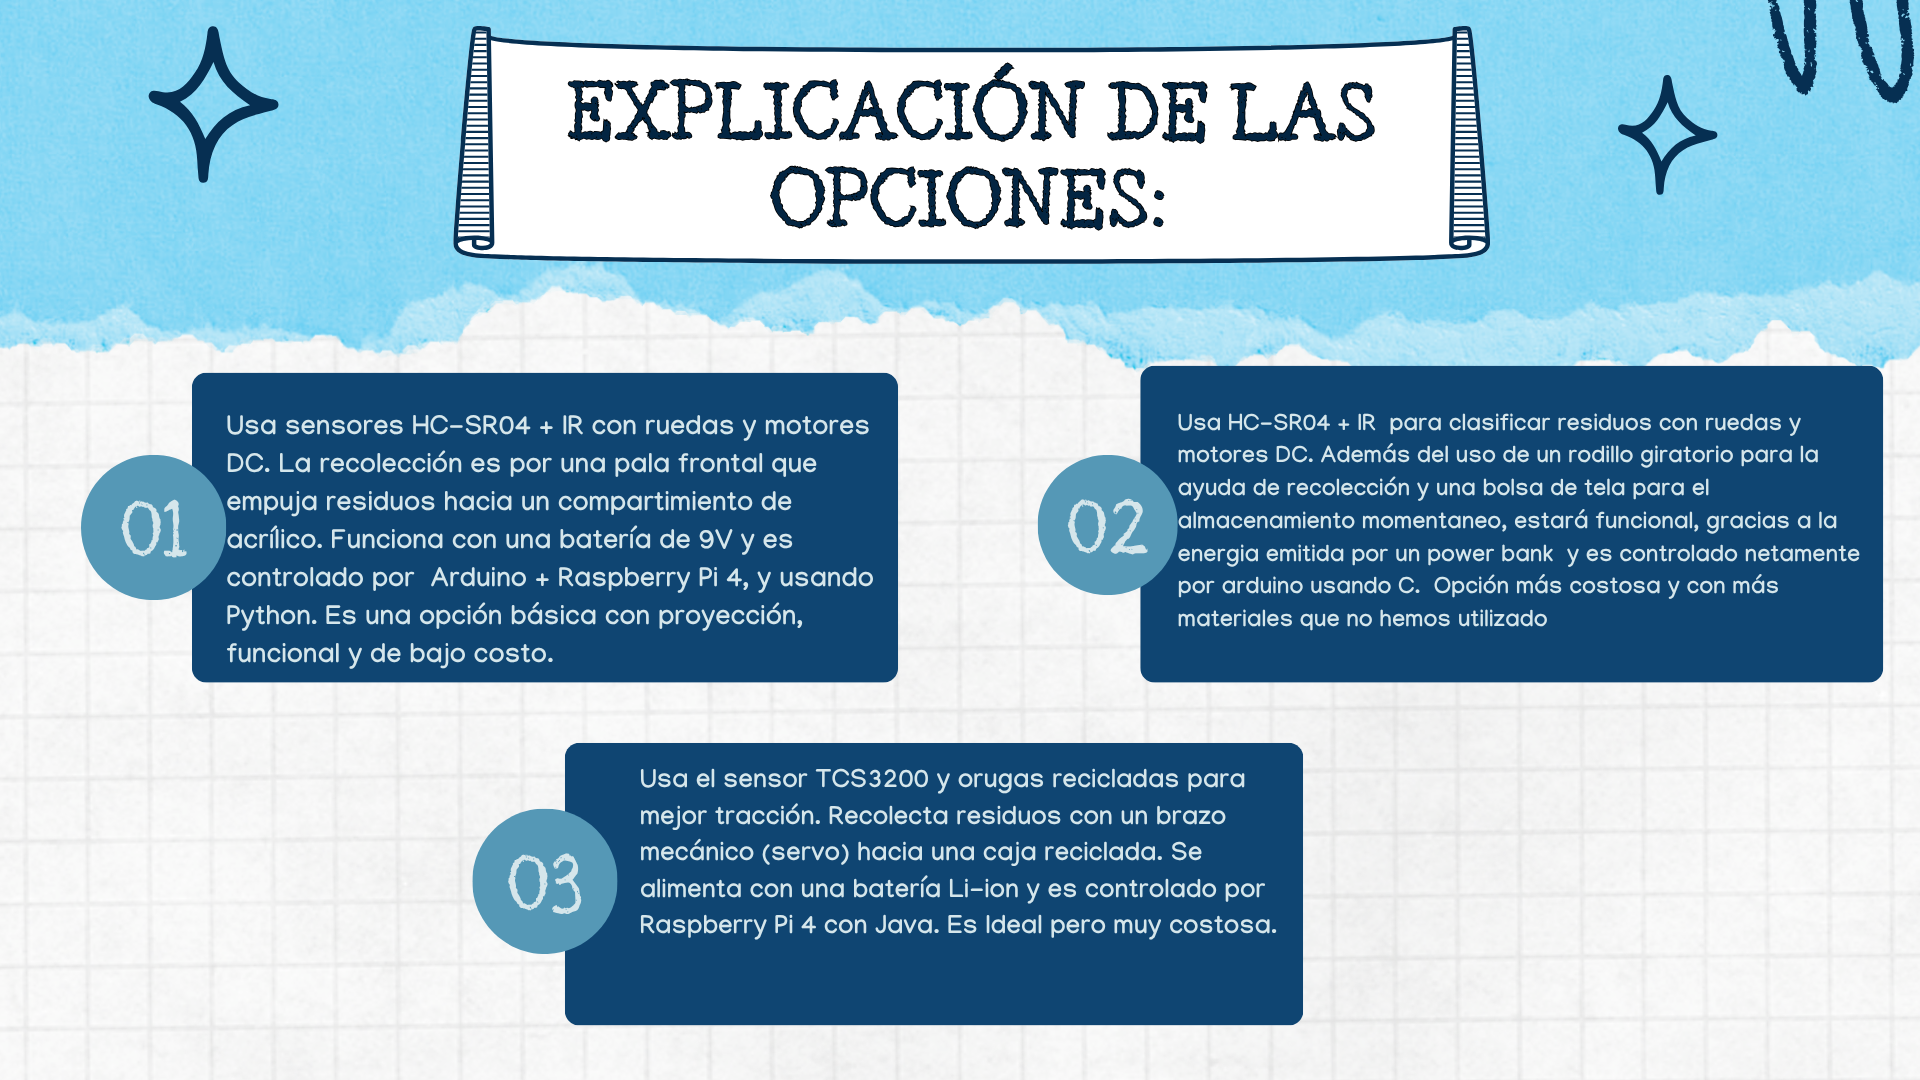 EXPLICACIÓN DE LAS
OPCIONES:
01
Usa sensores HC-SR04 + IR con ruedas y motores
DC. La recolección es por una pala frontal que
empuja residuos hacia un compartimiento de
acrílico. Funciona con una batería de 9V y es
controlado por  Arduino + Raspberry Pi 4, y usando
Python. Es una opción básica con proyección,
funcional y de bajo costo.
02
Usa HC-SR04 + IR  para clasificar residuos con ruedas y
motores DC. Además del uso de un rodillo giratorio para la
ayuda de recolección y una bolsa de tela para el
almacenamiento momentaneo, estará funcional, gracias a la
energia emitida por un power bank  y es controlado netamente
por arduino usando C.  Opción más costosa y con más
materiales que no hemos utilizado
03
Usa el sensor TCS3200 y orugas recicladas para
mejor tracción. Recolecta residuos con un brazo
mecánico (servo) hacia una caja reciclada. Se
alimenta con una batería Li-ion y es controlado por
Raspberry Pi 4 con Java. Es Ideal pero muy costosa.